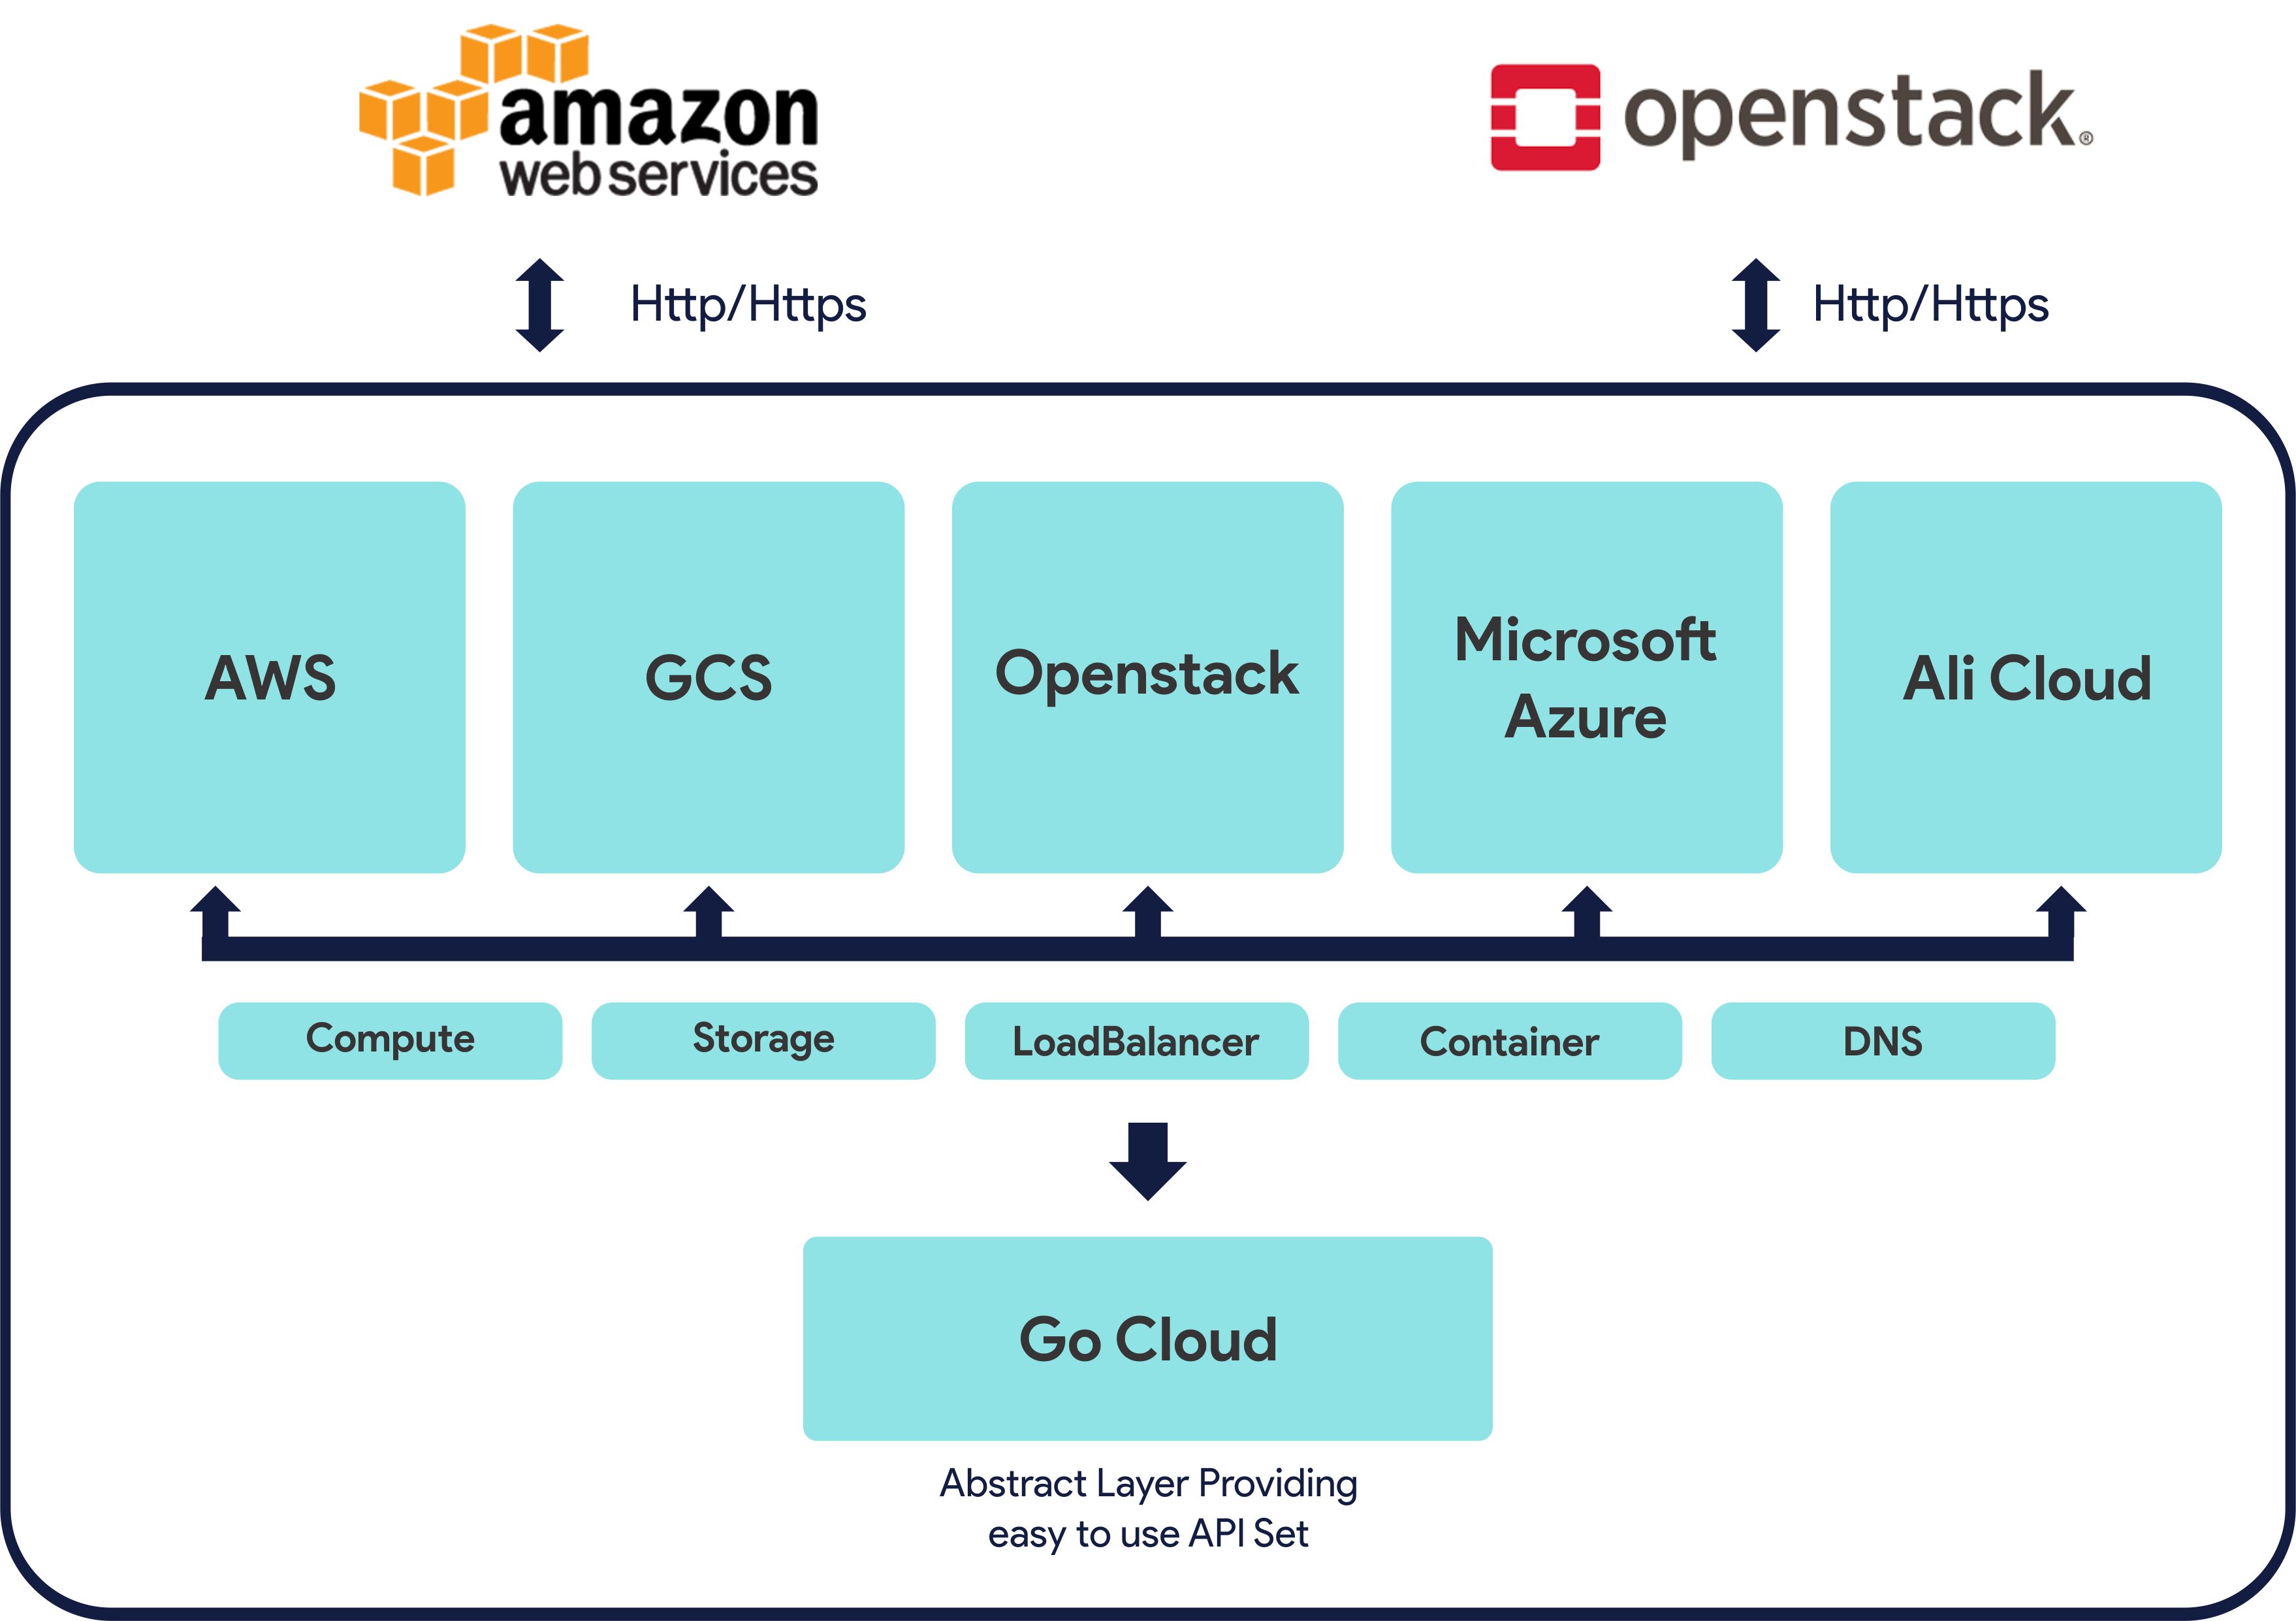 amazon
web services
openstack®
Http/Https
Http/Https
AWS
GCS
Openstack
Microsoft
Azure
Ali Cloud
Compute
Storage
LoadBalancer
Container
DNS
Go Cloud
Abstract Layer Providing
easy to use API Set